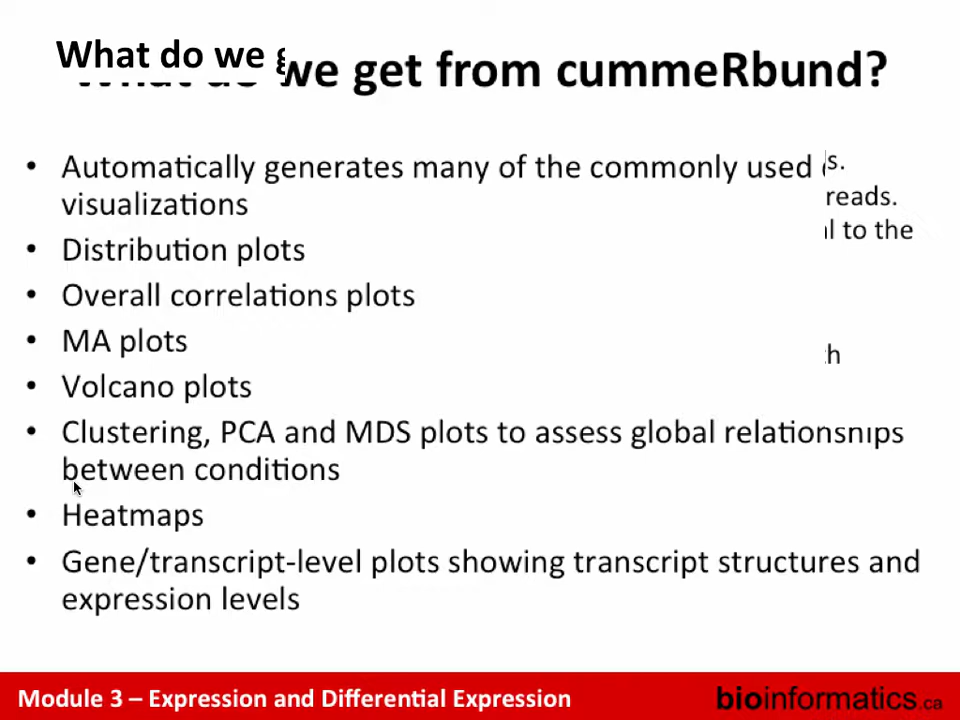 What do we
we get from cummeRbund?
• Automatically generates many of the commonly used
s.
visualizations
reads.
to the
• Distribution plots
• Overall correlations plots
• MA plots
• Volcano plots
• Clustering, PCA and MDS plots to assess global relationships
between conditions
• Heatmaps
• Gene/transcript-level plots showing transcript structures and
expression levels
Module 3 – Expression and Differential Expression
bioinformatics.ca